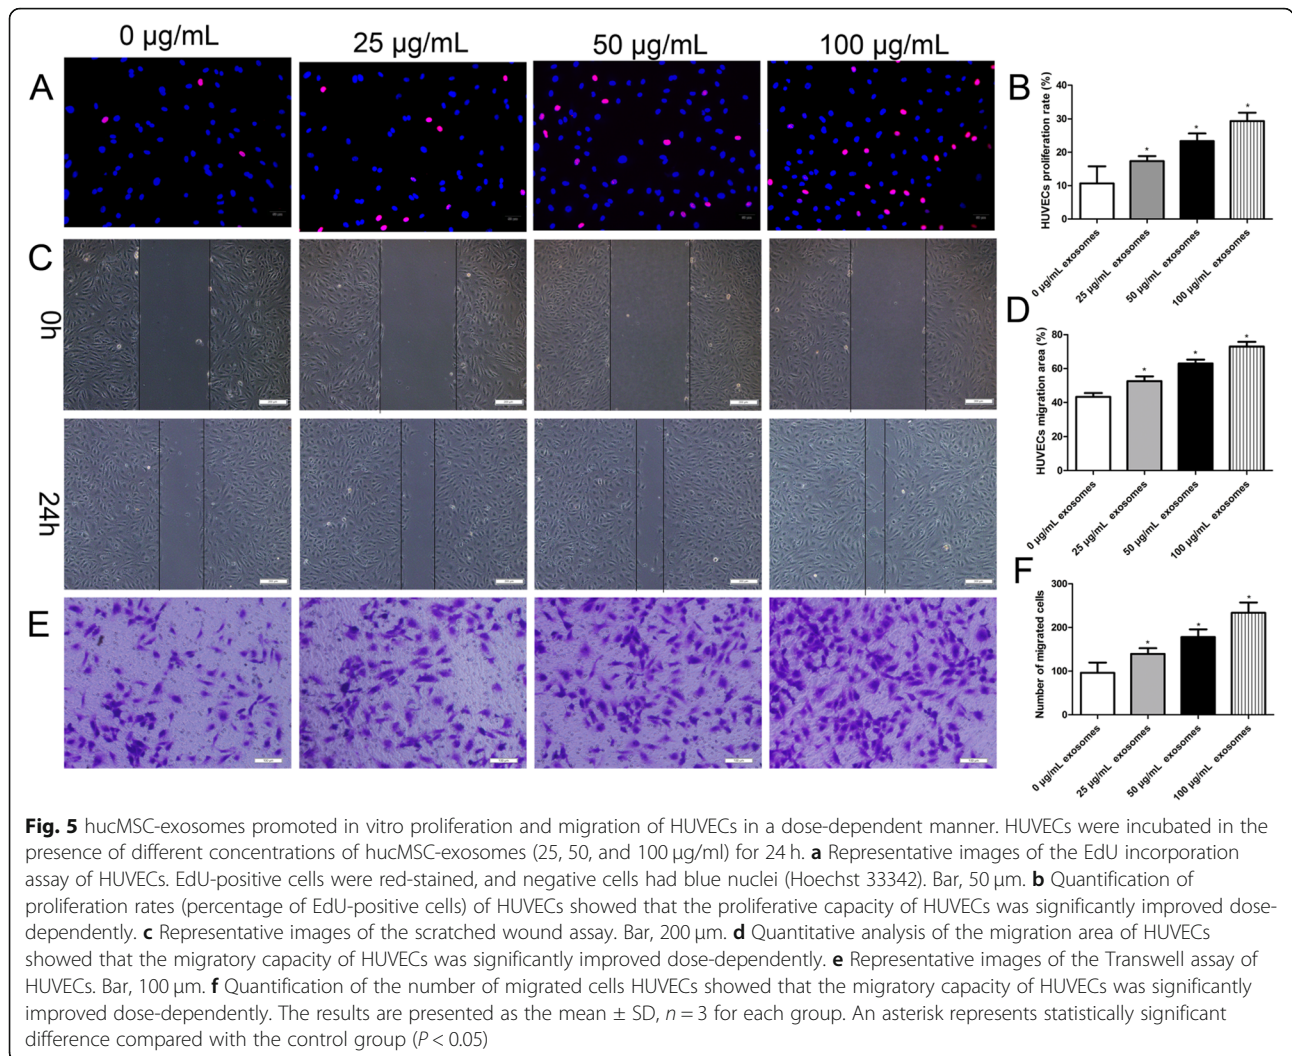 0 µg/mL
25 µg/mL
50 µg/mL
100 µg/mL
A
B
HUVECs proliferation rate (%)
40
30
20
10
0
*
*
*
0 µg/mL exosomes
25 µg/mL exosomes
50 µg/mL exosomes
100 µg/mL exosomes
C
0h
24h
D
HUVECs migration area (%)
80
60
40
20
0
*
*
*
0 µg/mL exosomes
25 µg/mL exosomes
50 µg/mL exosomes
100 µg/mL exosomes
E
F
Number of migrated cells
300
200
100
0
*
*
*
0 µg/mL exosomes
25 µg/mL exosomes
50 µg/mL exosomes
100 µg/mL exosomes
Fig. 5 hucMSC-exosomes promoted in vitro proliferation and migration of HUVECs in a dose-dependent manner. HUVECs were incubated in the
presence of different concentrations of hucMSC-exosomes (25, 50, and 100 µg/ml) for 24 h. a Representative images of the EdU incorporation
assay of HUVECs. EdU-positive cells were red-stained, and negative cells had blue nuclei (Hoechst 33342). Bar, 50 µm. b Quantification of
proliferation rates (percentage of EdU-positive cells) of HUVECs showed that the proliferative capacity of HUVECs was significantly improved dose-
dependently. c Representative images of the scratched wound assay. Bar, 200 µm. d Quantitative analysis of the migration area of HUVECs
showed that the migratory capacity of HUVECs was significantly improved dose-dependently. e Representative images of the Transwell assay of
HUVECs. Bar, 100 µm. f Quantification of the number of migrated cells HUVECs showed that the migratory capacity of HUVECs was significantly
improved dose-dependently. The results are presented as the mean ± SD, n = 3 for each group. An asterisk represents statistically significant
difference compared with the control group (P < 0.05)